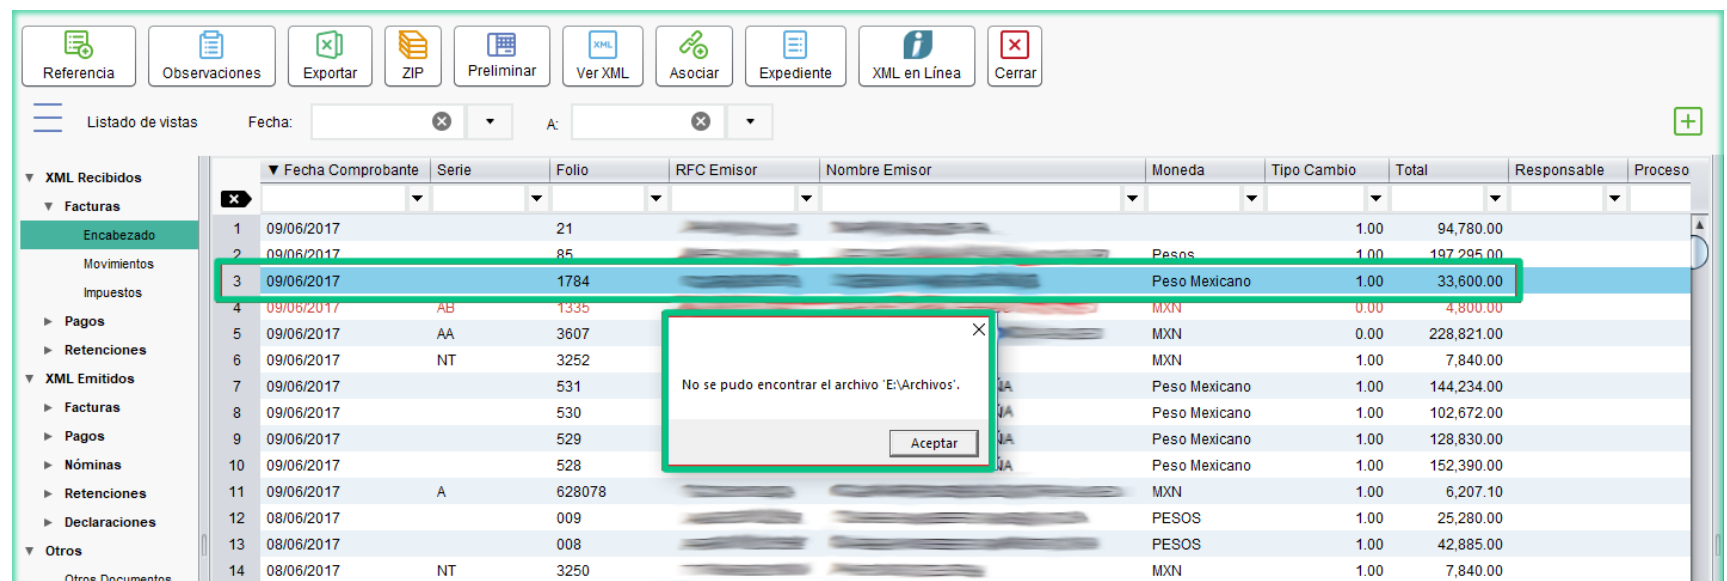 Referencia Observaciones Exportar ZIP Preliminar XML Ver XML Asociar Expediente XML en Línea Cerrar
Listado de vistas Fecha: A:
▼ Fecha Comprobante Serie Folio RFC Emisor Nombre Emisor Moneda Tipo Cambio Total Responsable Proceso
XML Recibidos
Facturas
Encabezado
Movimientos
Impuestos
Pagos
Retenciones
XML Emitidos
Facturas
Pagos
Nóminas
Retenciones
Declaraciones
Otros
Otros Documentos
1 09/06/2017 21 1.00 94,780.00
2 09/06/2017 85 Pesos 1.00 197,295.00
3 09/06/2017 1784 Peso Mexicano 1.00 33,600.00
4 09/06/2017 AB 1335 MXN 0.00 4,800.00
5 09/06/2017 AA 3607 MXN 0.00 228,821.00
6 09/06/2017 NT 3252 MXN 1.00 7,840.00
7 09/06/2017 531 Peso Mexicano 1.00 144,234.00
8 09/06/2017 530 Peso Mexicano 1.00 102,672.00
9 09/06/2017 529 Peso Mexicano 1.00 128,830.00
10 09/06/2017 528 Peso Mexicano 1.00 152,390.00
11 09/06/2017 A 628078 MXN 1.00 6,207.10
12 08/06/2017 009 PESOS 1.00 25,280.00
13 08/06/2017 008 PESOS 1.00 42,885.00
14 08/06/2017 NT 3250 MXN 1.00 7,840.00
No se pudo encontrar el archivo 'E:\Archivos'.
Aceptar